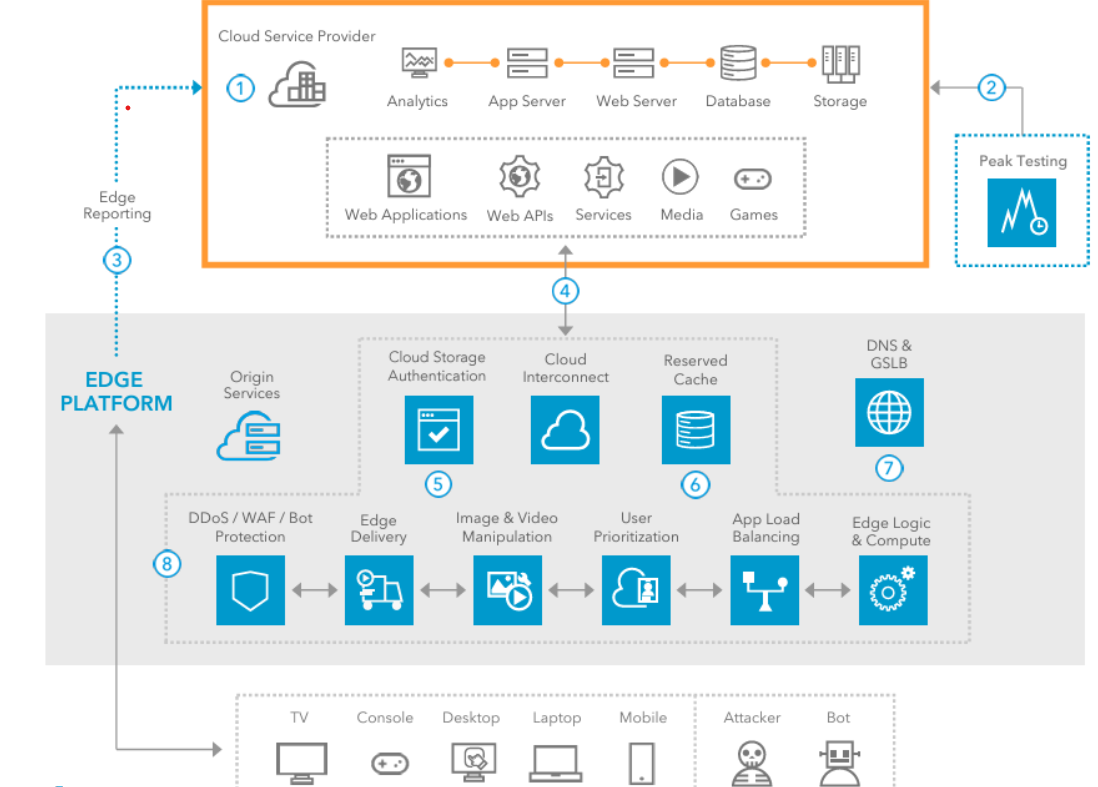 Cloud Service Provider
1
Analytics
App Server
Web Server
Database
Storage
2
Peak Testing
Web Applications
Web APIs
Services
Media
Games
Edge
Reporting
3
4
EDGE
PLATFORM
Origin
Services
Cloud Storage
Authentication
Cloud
Interconnect
Reserved
Cache
DNS &
GSLB
5
6
7
8
DDoS / WAF / Bot
Protection
Edge
Delivery
Image & Video
Manipulation
User
Prioritization
App Load
Balancing
Edge Logic
& Compute
TV
Console
Desktop
Laptop
Mobile
Attacker
Bot